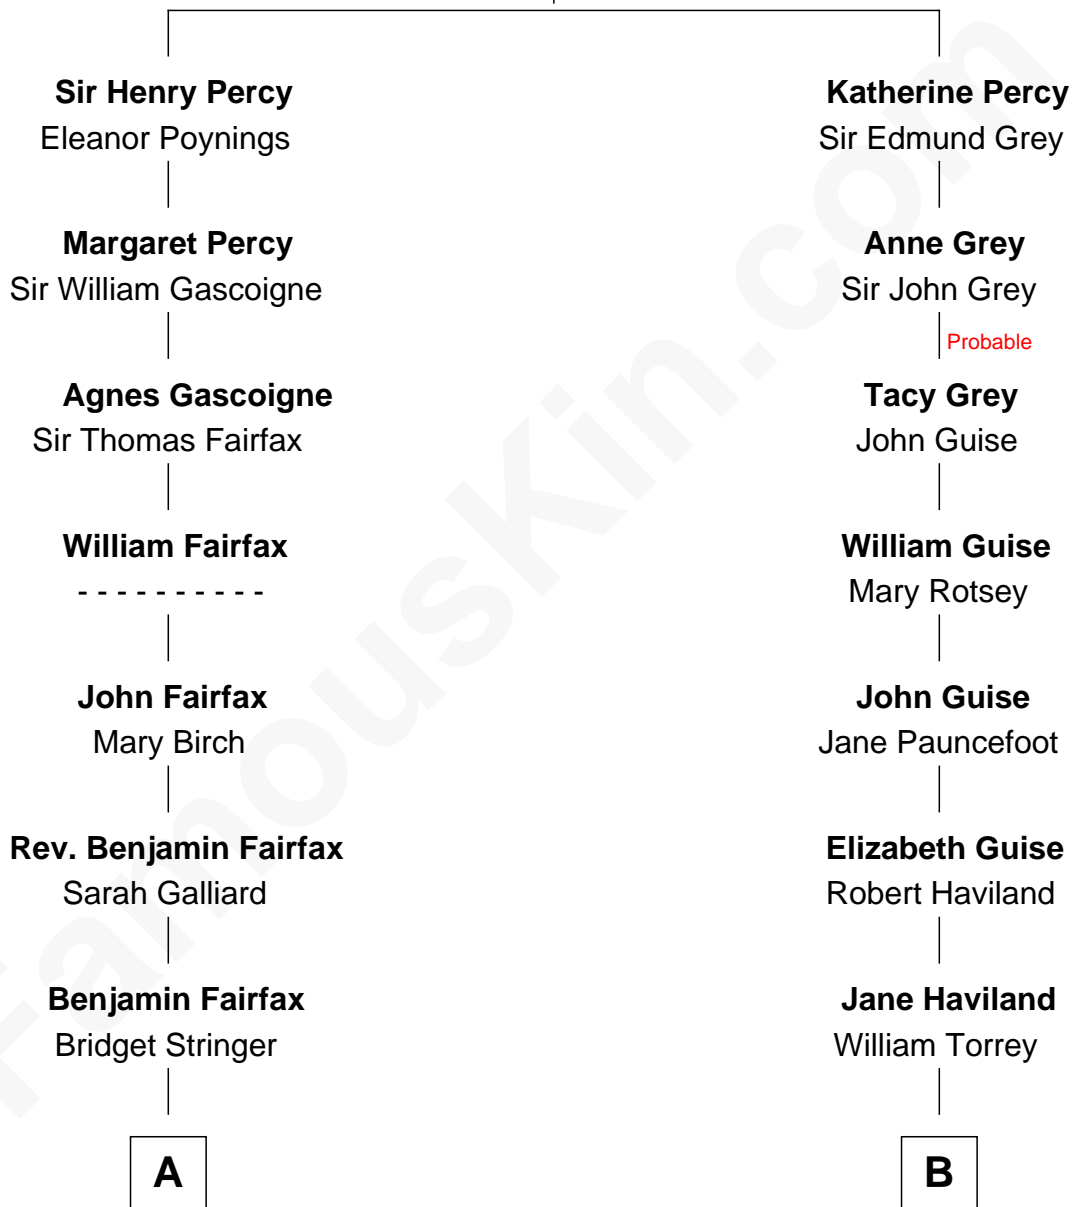 Sir Henry Percy
Eleanor Poynings
Katherine Percy
Sir Edmund Grey
Margaret Percy
Sir William Gascoigne
Anne Grey
Sir John Grey
Probable
Agnes Gascoigne
Sir Thomas Fairfax
Tacy Grey
John Guise
William Fairfax
- - - - - - - - - -
William Guise
Mary Rotsey
John Fairfax
Mary Birch
John Guise
Jane Pauncefoot
Rev. Benjamin Fairfax
Sarah Galliard
Elizabeth Guise
Robert Haviland
Benjamin Fairfax
Bridget Stringer
Jane Haviland
William Torrey
A
B
FamousKin.com